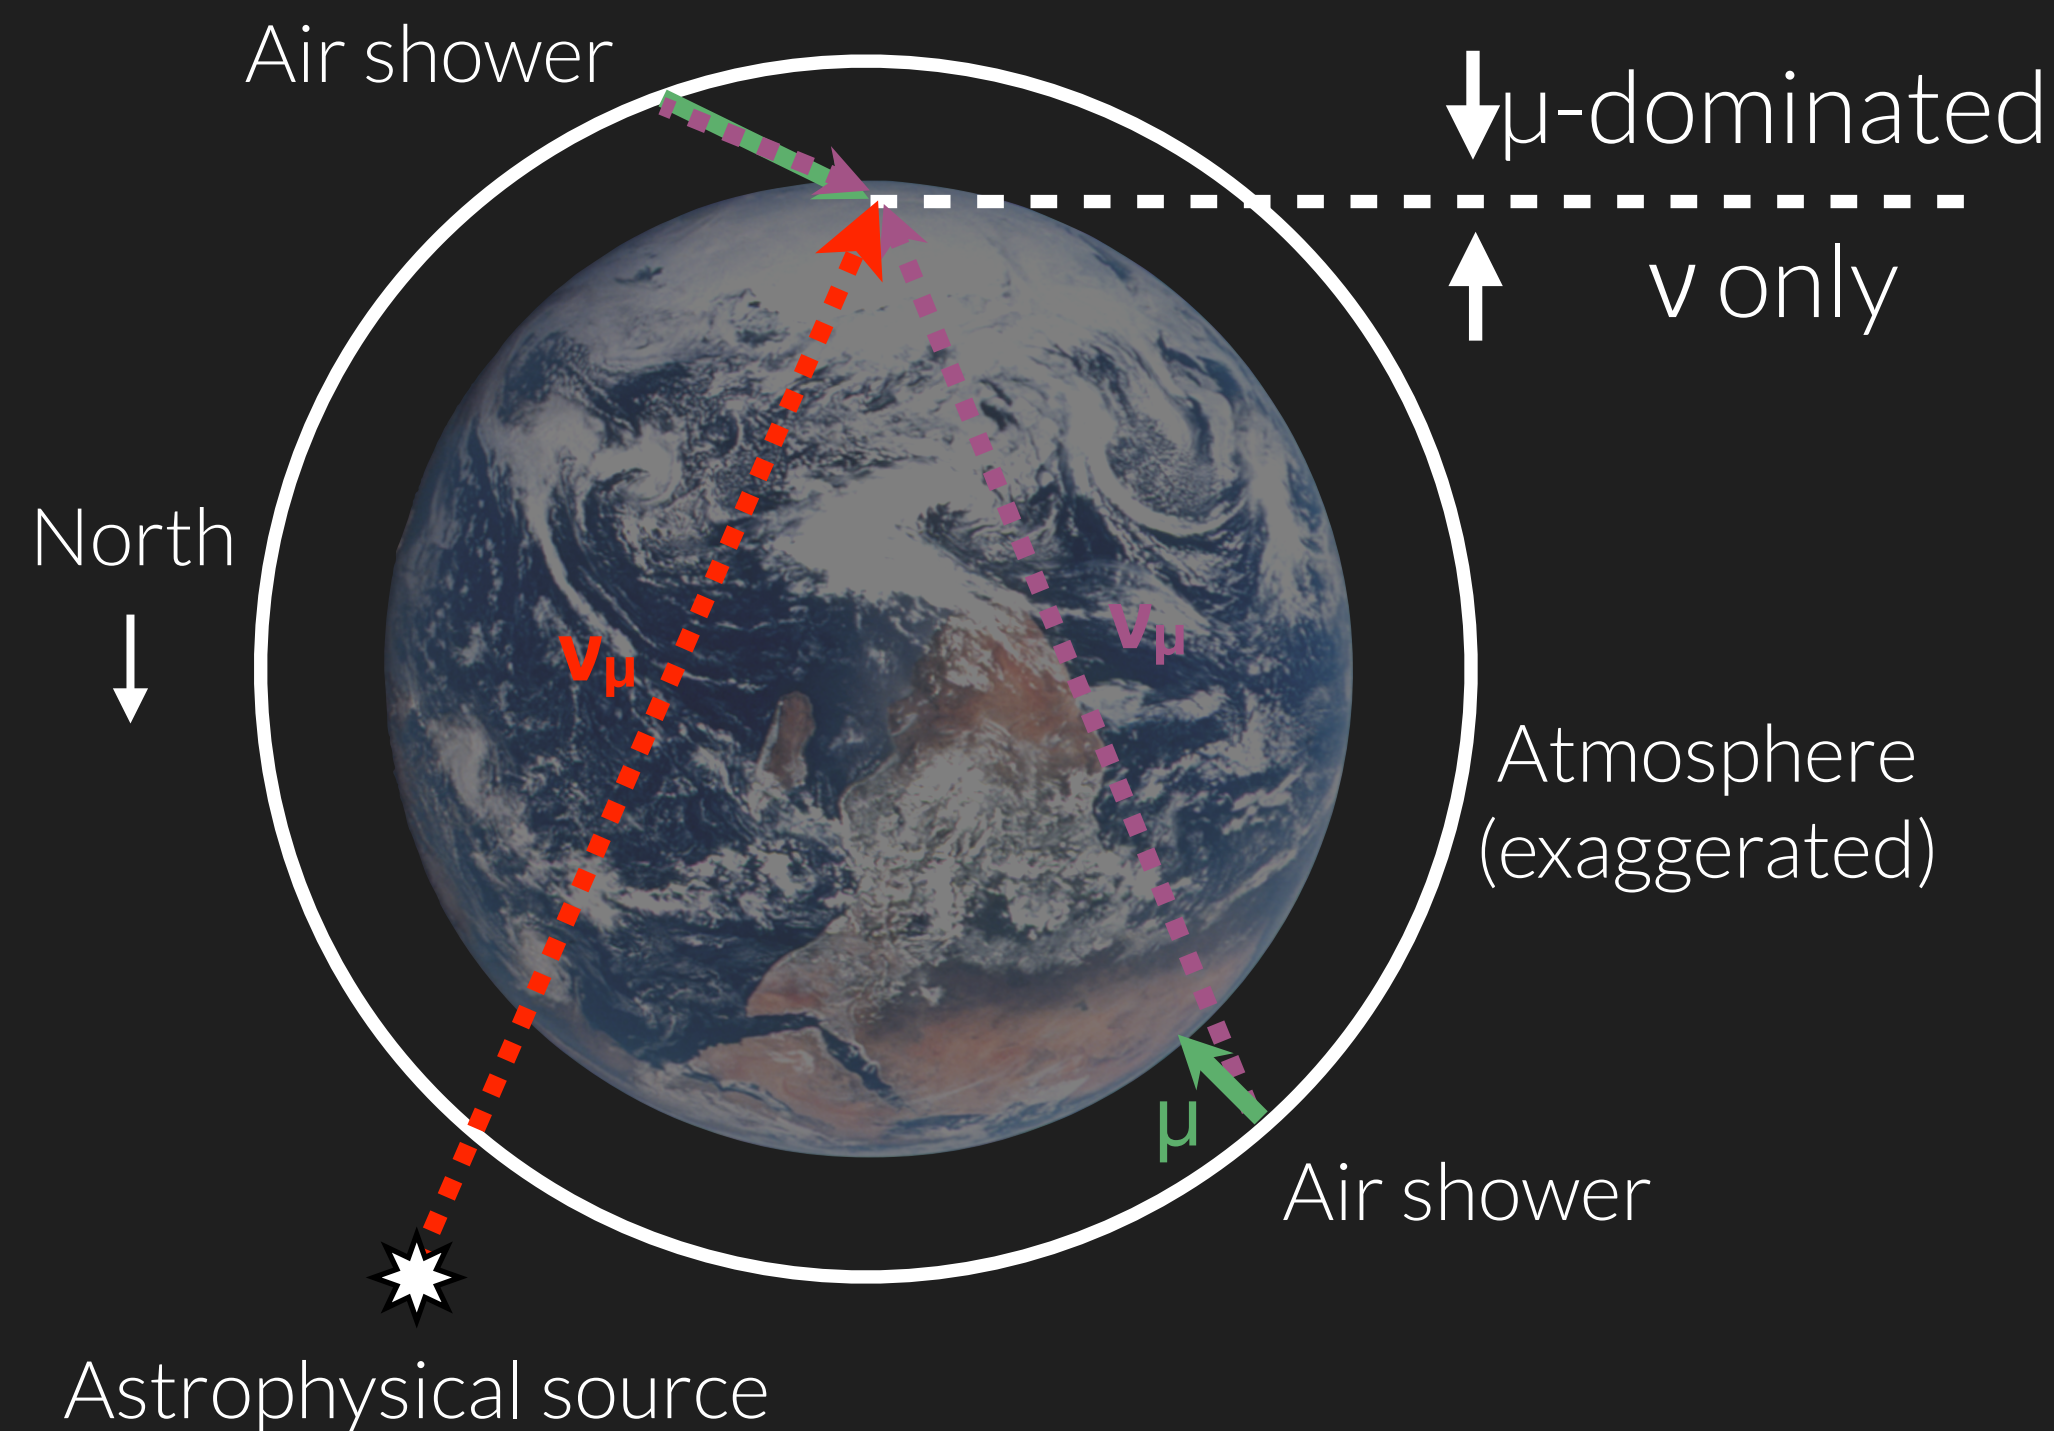 Air shower
μ-dominated
ν only
North
νμ
νμ
Atmosphere
(exaggerated)
μ
Air shower
Astrophysical source